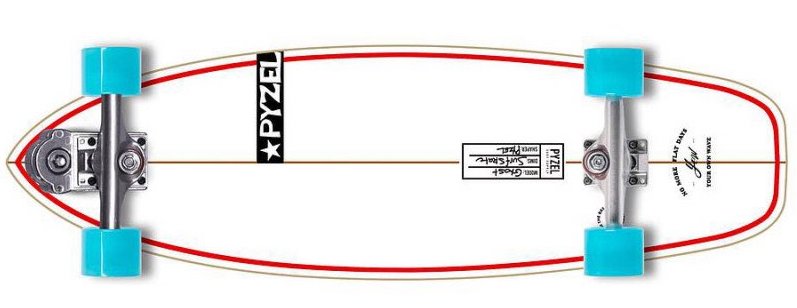 ★PYZEL
PYZEL
SHAPER Pyzel
DIMS. Surfskate
MODEL: Ghost
NO MORE FLAT DAYS
YOUR OWN WAVE